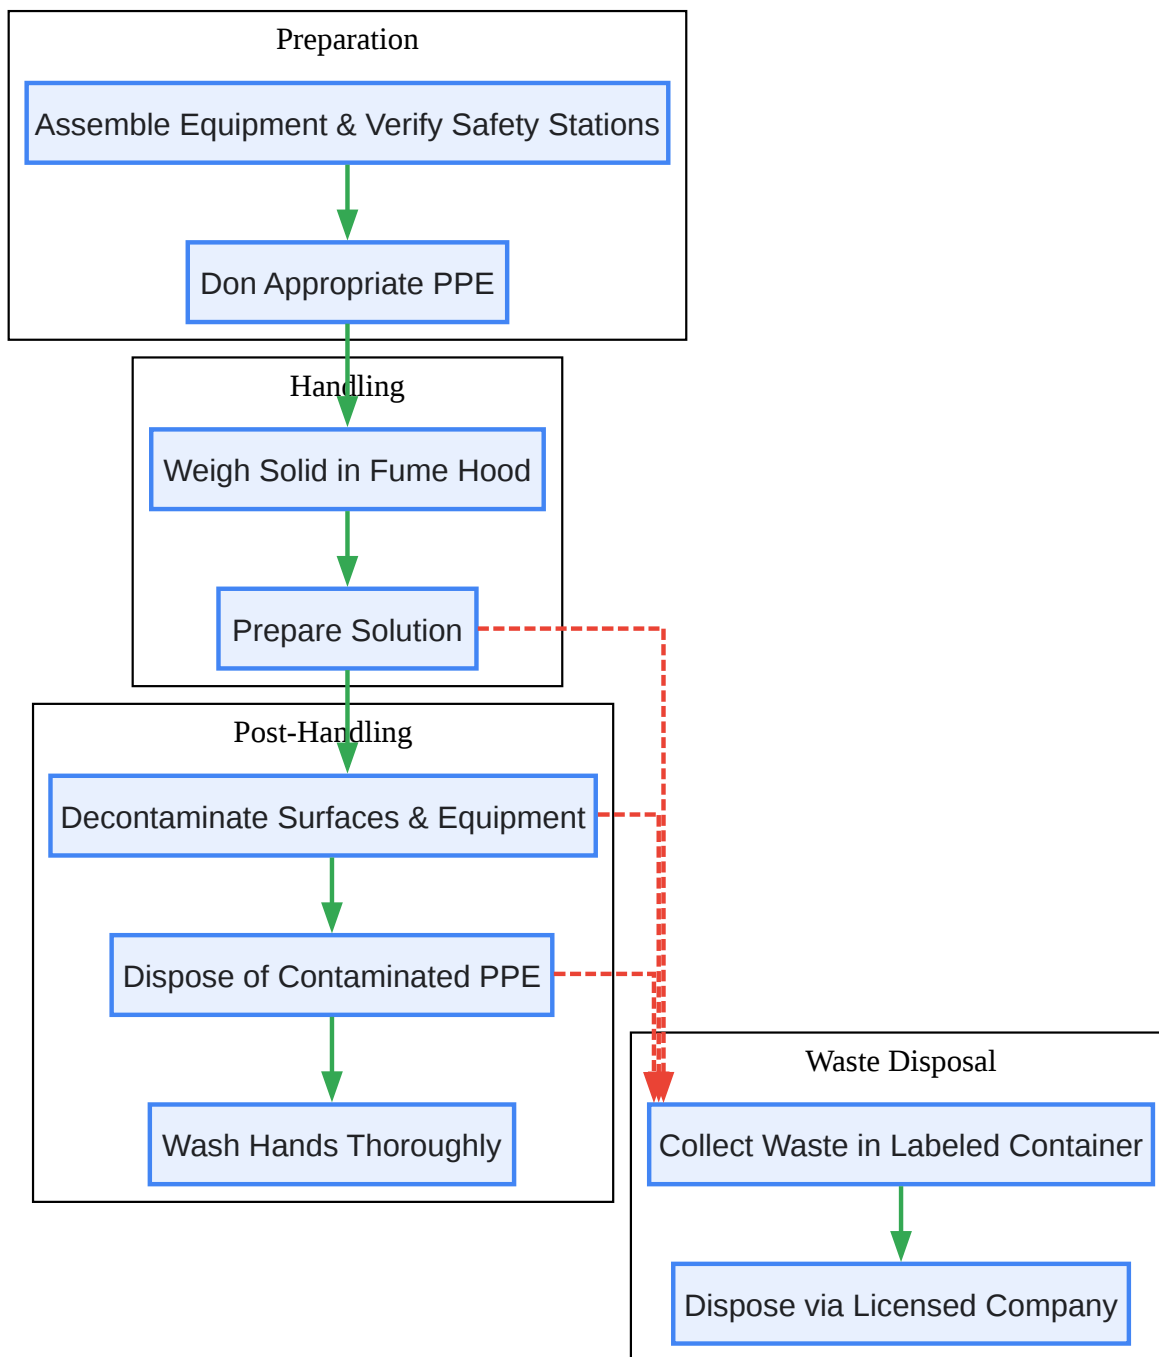 Preparation
Assemble Equipment & Verify Safety Stations
Don Appropriate PPE
Handling
Weigh Solid in Fume Hood
Prepare Solution
Post-Handling
Decontaminate Surfaces & Equipment
Dispose of Contaminated PPE
Wash Hands Thoroughly
Waste Disposal
Collect Waste in Labeled Container
Dispose via Licensed Company